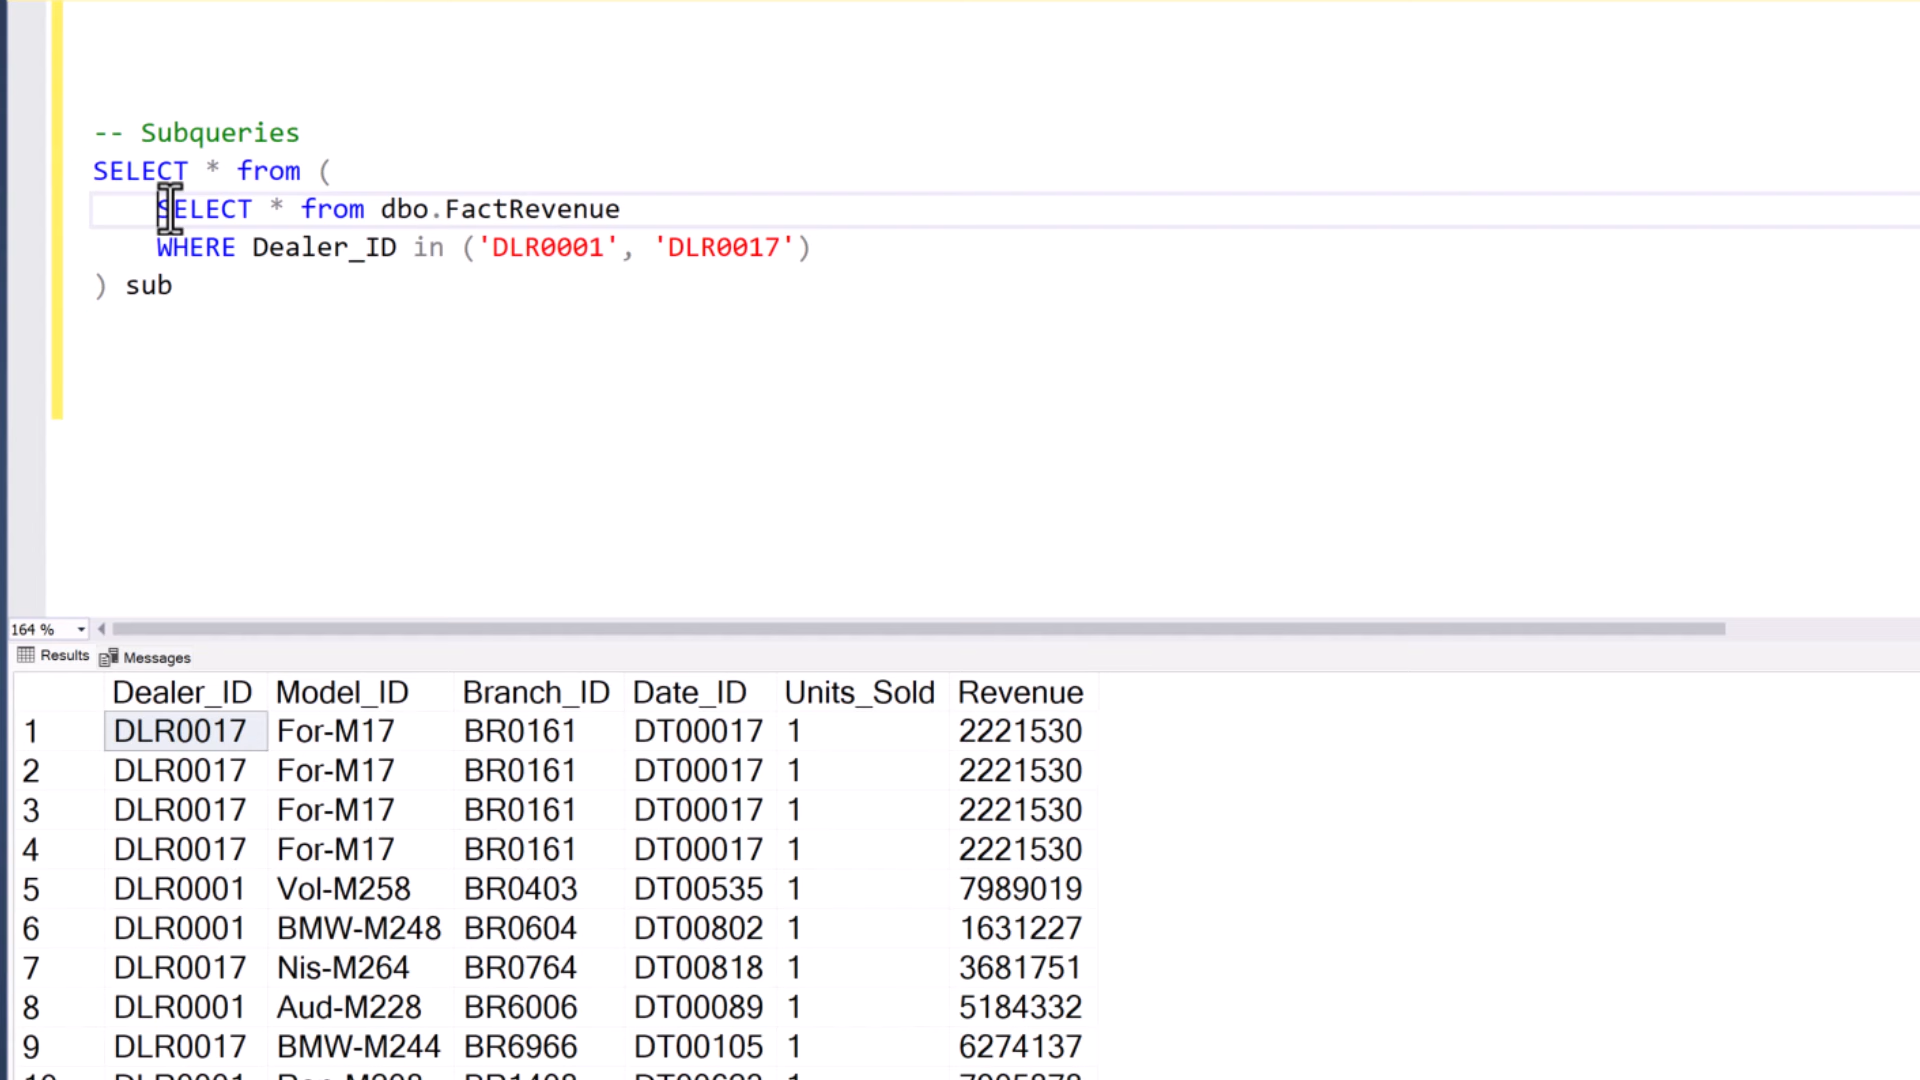 -- Subqueries
SELECT * from (
SELECT * from dbo.FactRevenue
WHERE Dealer_ID in ('DLR0001', 'DLR0017')
) sub
164 %
Results Messages
Dealer_ID Model_ID Branch_ID Date_ID Units_Sold Revenue
1 DLR0017 For-M17 BR0161 DT00017 1 2221530
2 DLR0017 For-M17 BR0161 DT00017 1 2221530
3 DLR0017 For-M17 BR0161 DT00017 1 2221530
4 DLR0017 For-M17 BR0161 DT00017 1 2221530
5 DLR0001 Vol-M258 BR0403 DT00535 1 7989019
6 DLR0001 BMW-M248 BR0604 DT00802 1 1631227
7 DLR0017 Nis-M264 BR0764 DT00818 1 3681751
8 DLR0001 Aud-M228 BR6006 DT00089 1 5184332
9 DLR0017 BMW-M244 BR6966 DT00105 1 6274137